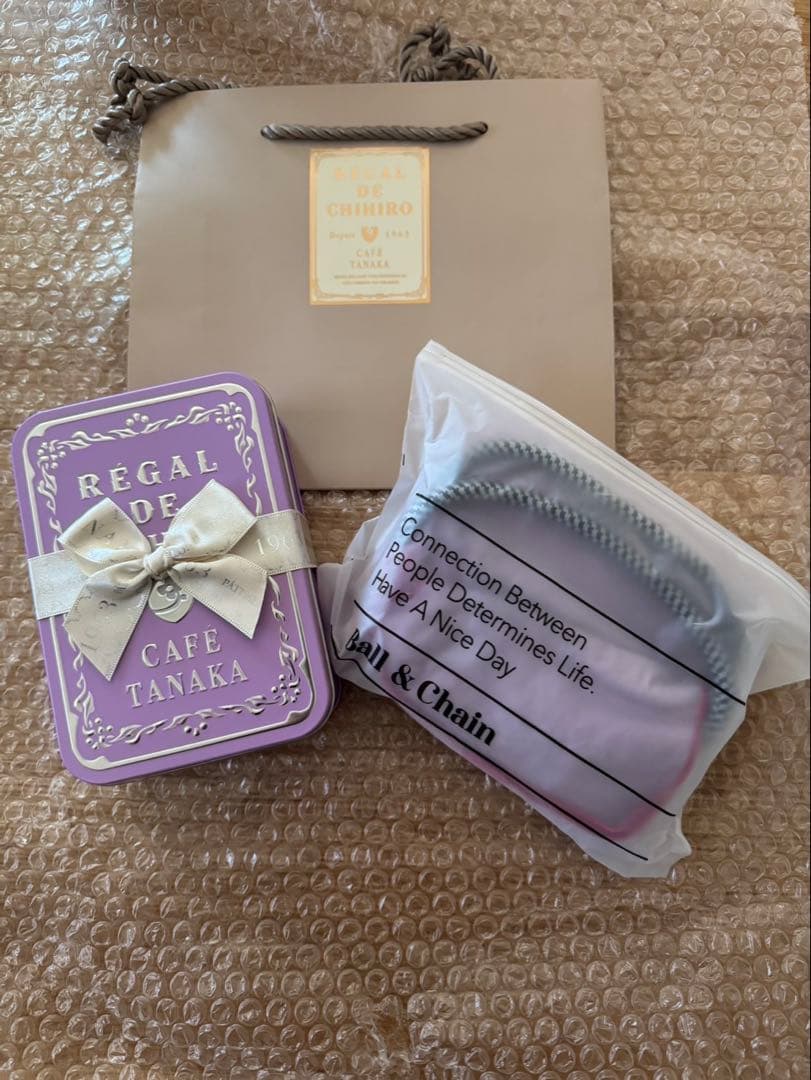 RÉGAL
DE
CHIHIRO
Depuis 1963
CAFÉ
TANAKA
RÉGAL
DE
CAFÉ
TANAKA
Connection Between
People Determines Life.
Have A Nice Day
Ball & Chain